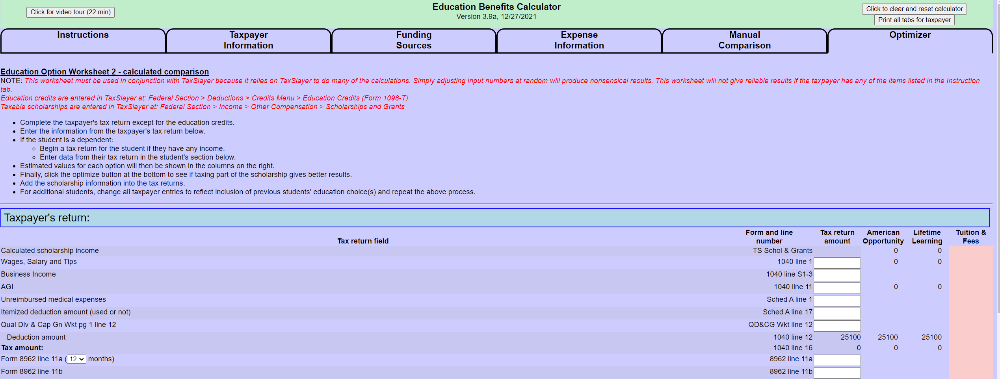 Click for video tour (22 min)
Education Benefits Calculator
Version 3.9a, 12/27/2021
Click to clear and reset calculator
Print all tabs for taxpayer
Instructions
Taxpayer
Information
Funding
Sources
Expense
Information
Manual
Comparison
Optimizer
Education Option Worksheet 2 - calculated comparison
NOTE: This worksheet must be used in conjunction with TaxSlayer because it relies on TaxSlayer to do many of the calculations. Simply adjusting input numbers at random will produce nonsensical results. This worksheet will not give reliable results if the taxpayer has any of the items listed in the Instruction
tab.
Education credits are entered in TaxSlayer at: Federal Section > Deductions > Credits Menu > Education Credits (Form 1098-T)
Taxable scholarships are entered in TaxSlayer at: Federal Section > Income > Other Compensation > Scholarships and Grants
• Complete the taxpayer's tax return except for the education credits.
• Enter the information from the taxpayer's tax return below.
• If the student is a dependent:
◦ Begin a tax return for the student if they have any income.
◦ Enter data from their tax return in the student's section below.
• Estimated values for each option will then be shown in the columns on the right.
• Finally, click the optimize button at the bottom to see if taxing part of the scholarship gives better results.
• Add the scholarship information into the tax returns.
• For additional students, change all taxpayer entries to reflect inclusion of previous students' education choice(s) and repeat the above process.
Taxpayer's return:
Tax return field
Form and line
number
Tax return
amount
American
Opportunity
Lifetime
Learning
Tuition &
Fees
Calculated scholarship income TS Schol & Grants 0 0
Wages, Salary and Tips 1040 line 1 0 0
Business Income 1040 line S1-3
AGI 1040 line 11 0 0
Unreimbursed medical expenses Sched A line 1
Itemized deduction amount (used or not) Sched A line 17
Qual Div & Cap Gn Wkt pg 1 line 12 QD&CG Wkt line 12
Deduction amount 1040 line 12 25100 25100 25100
Tax amount: 1040 line 16 0 0 0
Form 8962 line 11a (12 months) 8962 line 11a
Form 8962 line 11b 8962 line 11b